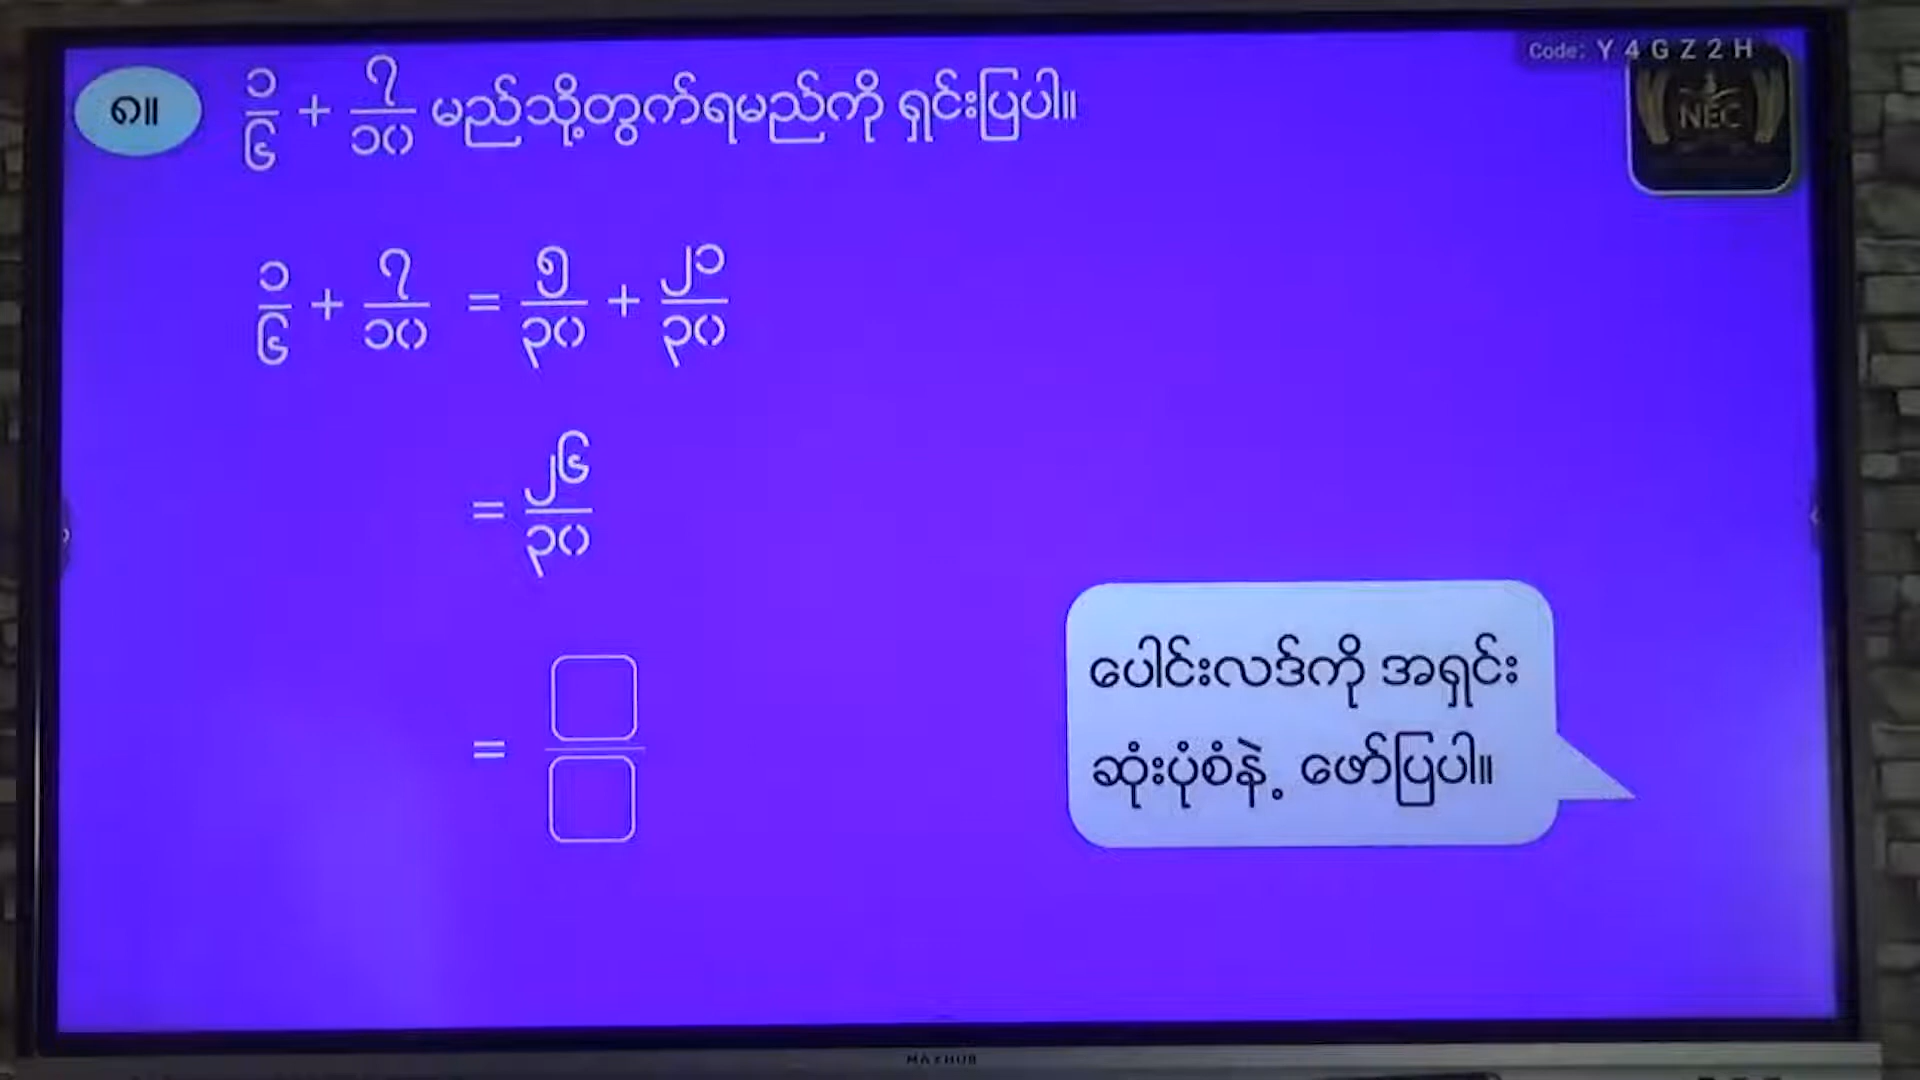 Code: Y 4 G Z 2 H
NEC
၈။ ၁/၆ + ၇/၁၀ မည်သို့တွက်ရမည်ကို ရှင်းပြပါ။
၁/၆ + ၇/၁၀ = ၅/၃၀ + ၂၁/၃၀
= ၂၆/၃၀
=
ပေါင်းလဒ်ကို အရှင်း
ဆုံးပုံစံနဲ့ ဖော်ပြပါ။
MAXHUB